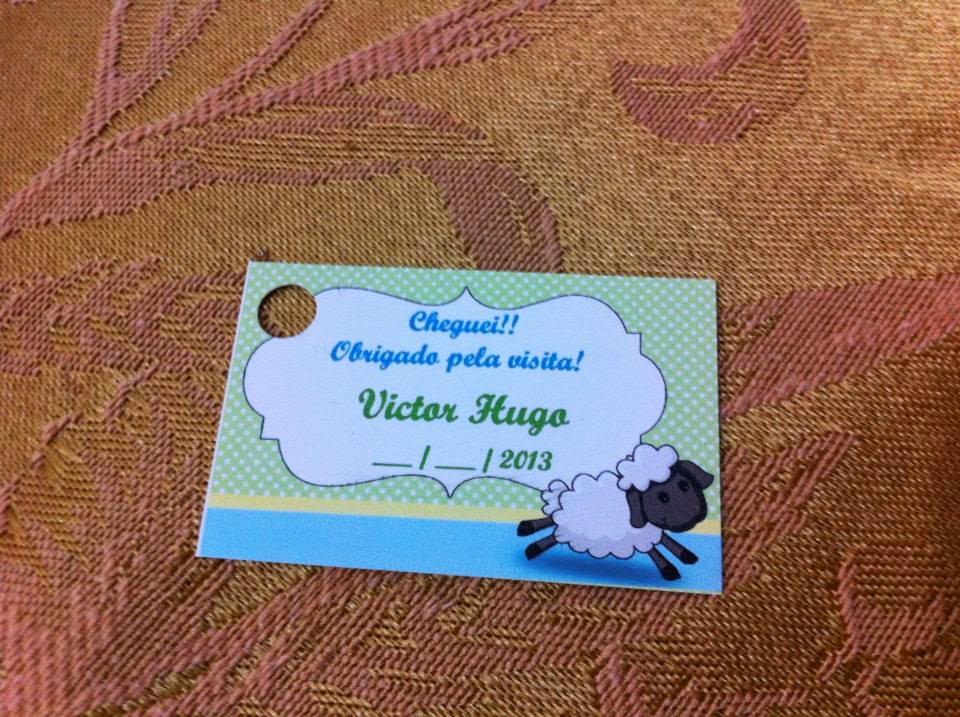 Cheguei!!
Obrigado pela visita!
Victor Hugo
__ / __ / 2013